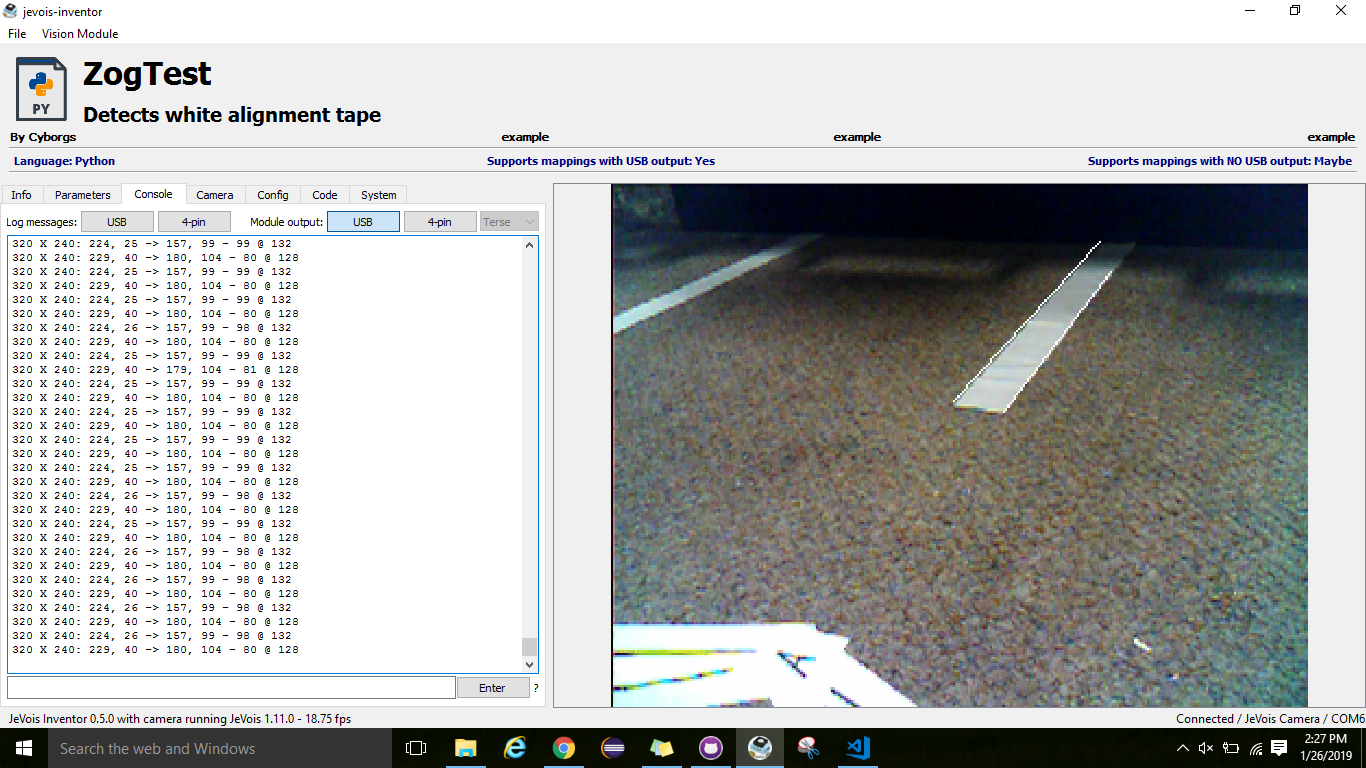 jevois-inventor
File Vision Module
PY
ZogTest
Detects white alignment tape
By Cyborgs example example example
Language: Python Supports mappings with USB output: Yes Supports mappings with NO USB output: Maybe
Info Parameters Console Camera Config Code System
Log messages: USB 4-pin Module output: USB 4-pin Terse
320 X 240: 224, 25 -> 157, 99 - 99 @ 132
320 X 240: 229, 40 -> 180, 104 - 80 @ 128
320 X 240: 224, 25 -> 157, 99 - 99 @ 132
320 X 240: 229, 40 -> 180, 104 - 80 @ 128
320 X 240: 224, 25 -> 157, 99 - 99 @ 132
320 X 240: 229, 40 -> 180, 104 - 80 @ 128
320 X 240: 224, 26 -> 157, 99 - 98 @ 132
320 X 240: 229, 40 -> 180, 104 - 80 @ 128
320 X 240: 224, 25 -> 157, 99 - 99 @ 132
320 X 240: 229, 40 -> 179, 104 - 81 @ 128
320 X 240: 224, 25 -> 157, 99 - 99 @ 132
320 X 240: 229, 40 -> 180, 104 - 80 @ 128
320 X 240: 224, 25 -> 157, 99 - 99 @ 132
320 X 240: 229, 40 -> 180, 104 - 80 @ 128
320 X 240: 224, 25 -> 157, 99 - 99 @ 132
320 X 240: 229, 40 -> 180, 104 - 80 @ 128
320 X 240: 224, 25 -> 157, 99 - 99 @ 132
320 X 240: 229, 40 -> 180, 104 - 80 @ 128
320 X 240: 224, 26 -> 157, 99 - 98 @ 132
320 X 240: 229, 40 -> 180, 104 - 80 @ 128
320 X 240: 224, 25 -> 157, 99 - 99 @ 132
320 X 240: 229, 40 -> 180, 104 - 80 @ 128
320 X 240: 224, 26 -> 157, 99 - 98 @ 132
320 X 240: 229, 40 -> 180, 104 - 80 @ 128
320 X 240: 224, 26 -> 157, 99 - 98 @ 132
320 X 240: 229, 40 -> 180, 104 - 80 @ 128
320 X 240: 224, 26 -> 157, 99 - 98 @ 132
320 X 240: 229, 40 -> 180, 104 - 80 @ 128
320 X 240: 224, 26 -> 157, 99 - 98 @ 132
320 X 240: 229, 40 -> 180, 104 - 80 @ 128
Enter ?
JeVois Inventor 0.5.0 with camera running JeVois 1.11.0 - 18.75 fps Connected / JeVois Camera / COM6
Search the web and Windows
2:27 PM
1/26/2019